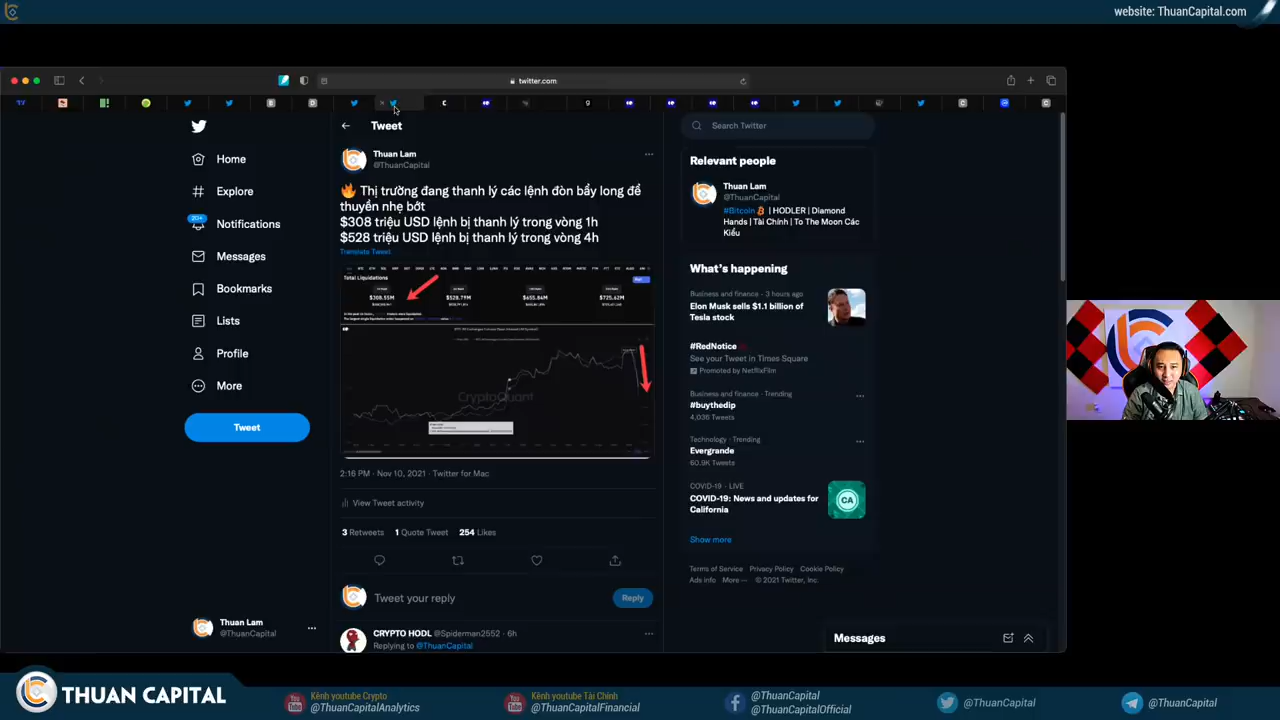 website: ThuanCapital.com
twitter.com
Tweet
Search Twitter
Home
Explore
20+
Notifications
Messages
Bookmarks
Lists
Profile
More
Tweet
Thuan Lam
@ThuanCapital
Thuan Lam
@ThuanCapital
🔥 Thị trường đang thanh lý các lệnh đòn bẩy long để
thuyền nhẹ bớt
$308 triệu USD lệnh bị thanh lý trong vòng 1h
$528 triệu USD lệnh bị thanh lý trong vòng 4h
Translate Tweet
Total Liquidations
$308.55M
$528.79M
$655.84M
$725.62M
CryptoQuant
2:16 PM · Nov 10, 2021 · Twitter for Mac
View Tweet activity
3 Retweets 1 Quote Tweet 254 Likes
Tweet your reply
Reply
CRYPTO HODL @Spiderman2552 · 6h
Replying to @ThuanCapital
Relevant people
Thuan Lam
@ThuanCapital
#Bitcoin | HODLER | Diamond
Hands | Tài Chính | To The Moon Các
Kiểu
What's happening
Business and finance · 3 hours ago
Elon Musk sells $1.1 billion of
Tesla stock
#RedNotice
See your Tweet in Times Square
Promoted by NetflixFilm
Business and finance · Trending
#buythedip
4,036 Tweets
Technology · Trending
Evergrande
60.9K Tweets
COVID-19 · LIVE
COVID-19: News and updates for
California
CA
Show more
Terms of Service Privacy Policy Cookie Policy
Ads info More ··· © 2021 Twitter, Inc.
Messages
THUAN CAPITAL
Kênh youtube Crypto
@ThuanCapitalAnalytics
Kênh youtube Tài Chính
@ThuanCapitalFinancial
@ThuanCapital
@ThuanCapitalOfficial
@ThuanCapital
@ThuanCapital